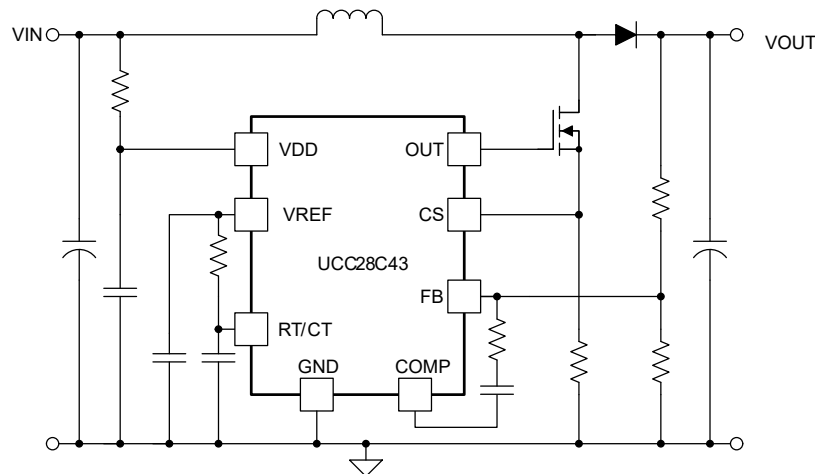 VIN
VOUT
VDD
OUT
VREF
CS
UCC28C43
FB
RT/CT
GND
COMP